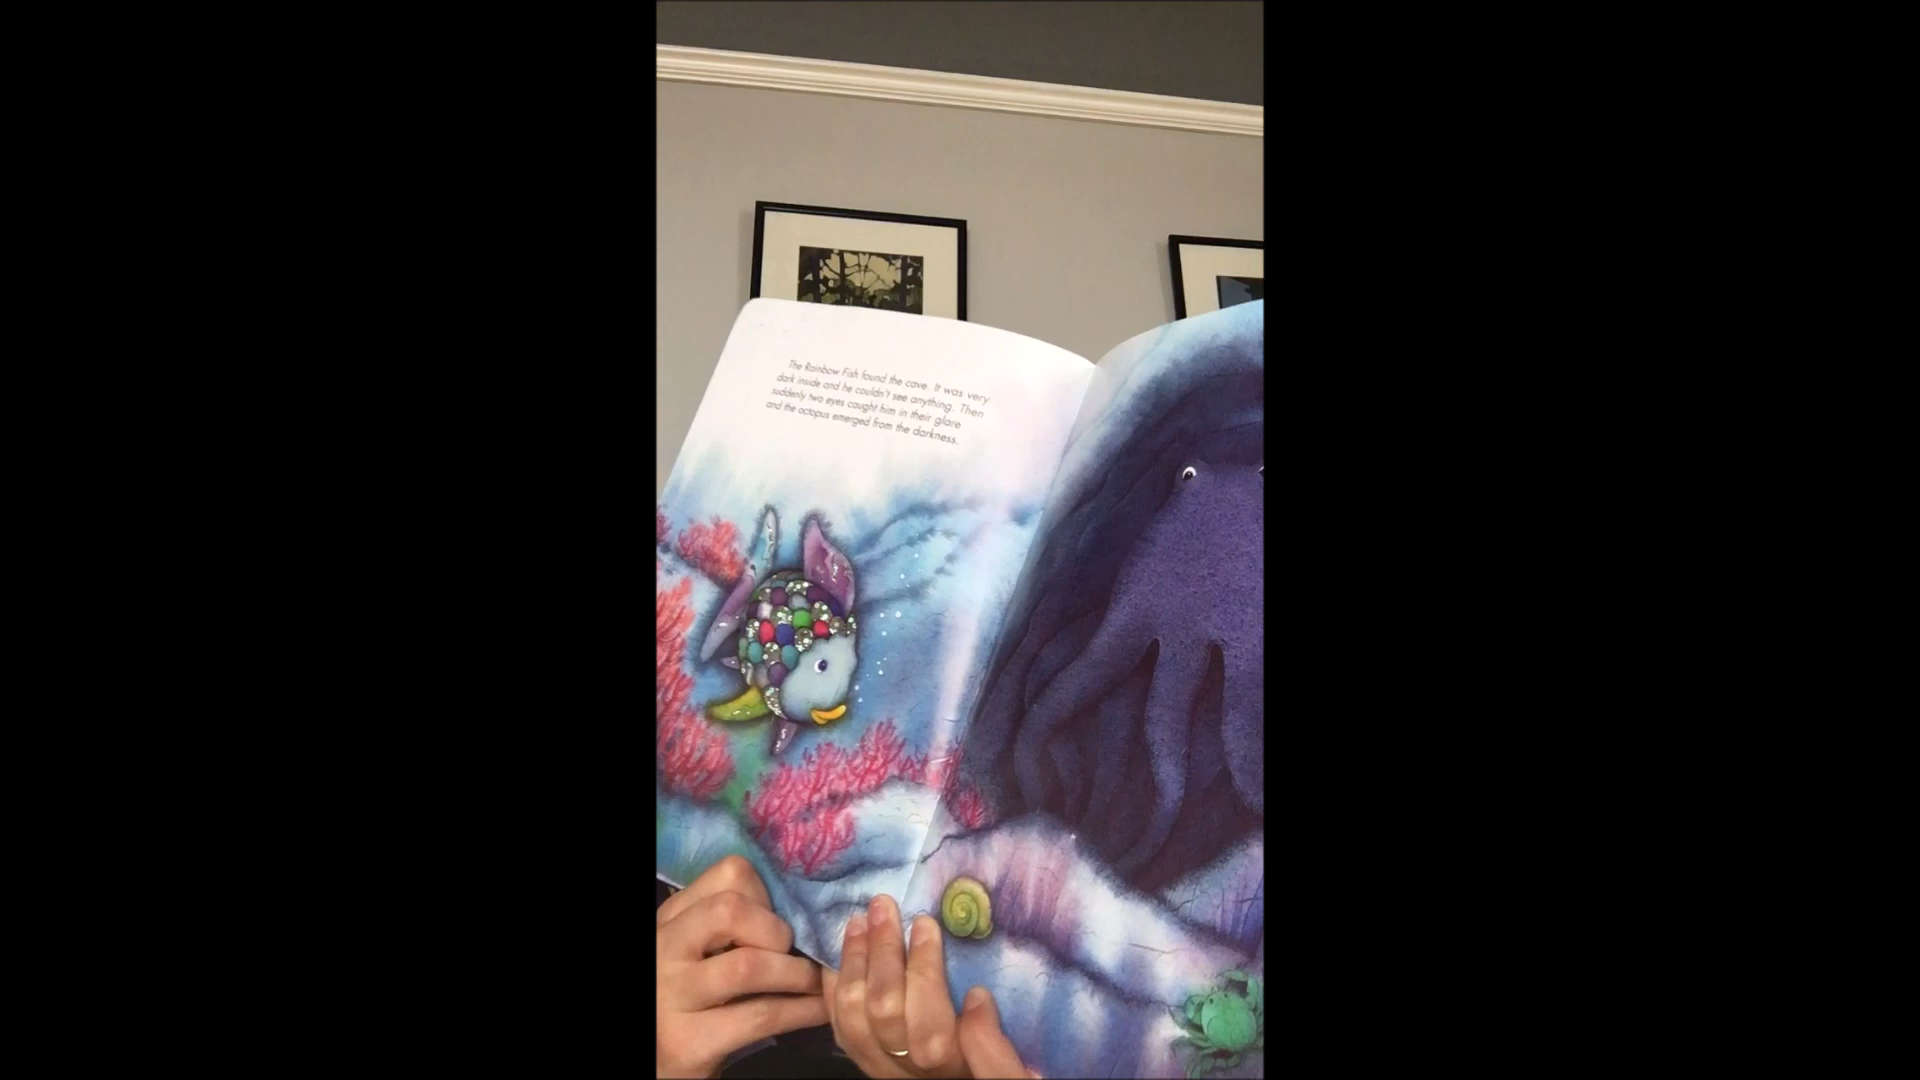 The Rainbow Fish found the cave. It was very
dark inside and he couldn't see anything. Then
suddenly two eyes caught him in their glare
and the octopus emerged from the darkness.